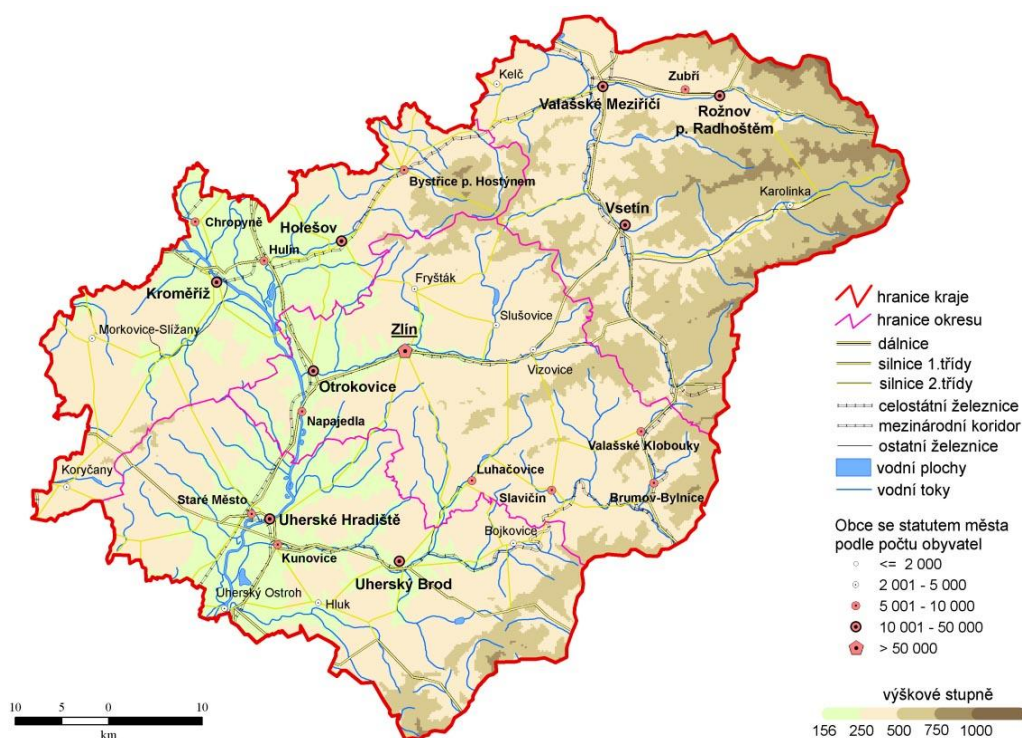 Kelč
Zubří
Valašské Meziříčí
Rožnov
p. Radhoštěm
Bystřice p. Hostýnem
Karolinka
Chropyně
Holešov
Vsetín
Hulín
Kroměříž
Fryšták
Morkovice-Slížany
Zlín
Slušovice
Vizovice
Otrokovice
Napajedla
Valašské Klobouky
Koryčany
Luhačovice
Staré Město
Slavičín
Brumov-Bylnice
Uherské Hradiště
Bojkovice
Kunovice
Uherský Brod
Uherský Ostroh
Hluk
hranice kraje
hranice okresu
dálnice
silnice 1.třídy
silnice 2.třídy
celostátní železnice
mezinárodní koridor
ostatní železnice
vodní plochy
vodní toky
Obce se statutem města
podle počtu obyvatel
<= 2 000
2 001 - 5 000
5 001 - 10 000
10 001 - 50 000
> 50 000
výškové stupně
156 250 500 750 1000
10 5 0 10
km